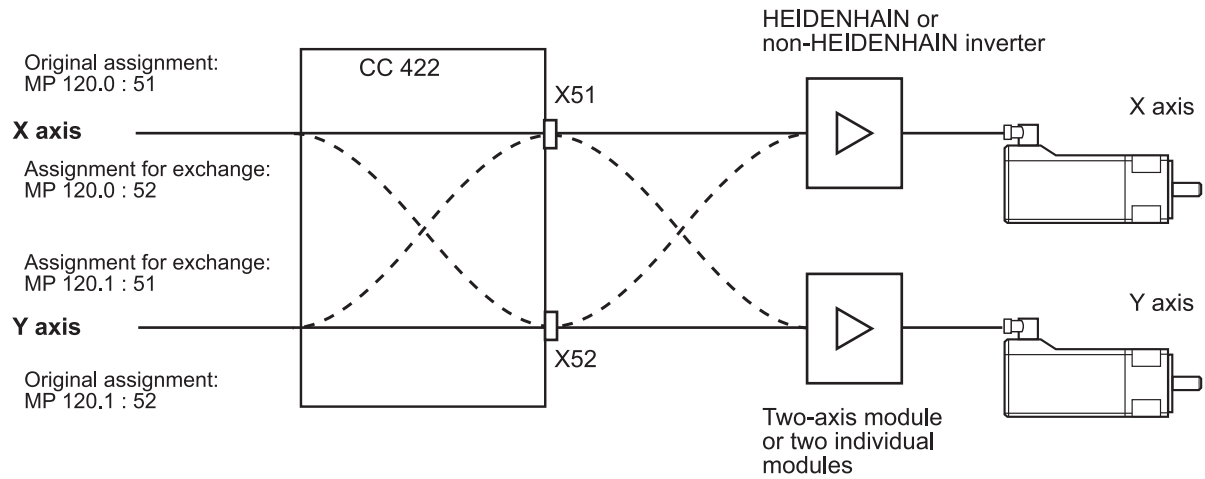 HEIDENHAIN or
non-HEIDENHAIN inverter
Original assignment:
MP 120.0 : 51
CC 422
X51
X axis
X axis
Assignment for exchange:
MP 120.0 : 52
Assignment for exchange:
MP 120.1 : 51
Y axis
Y axis
X52
Original assignment:
MP 120.1 : 52
Two-axis module
or two individual
modules